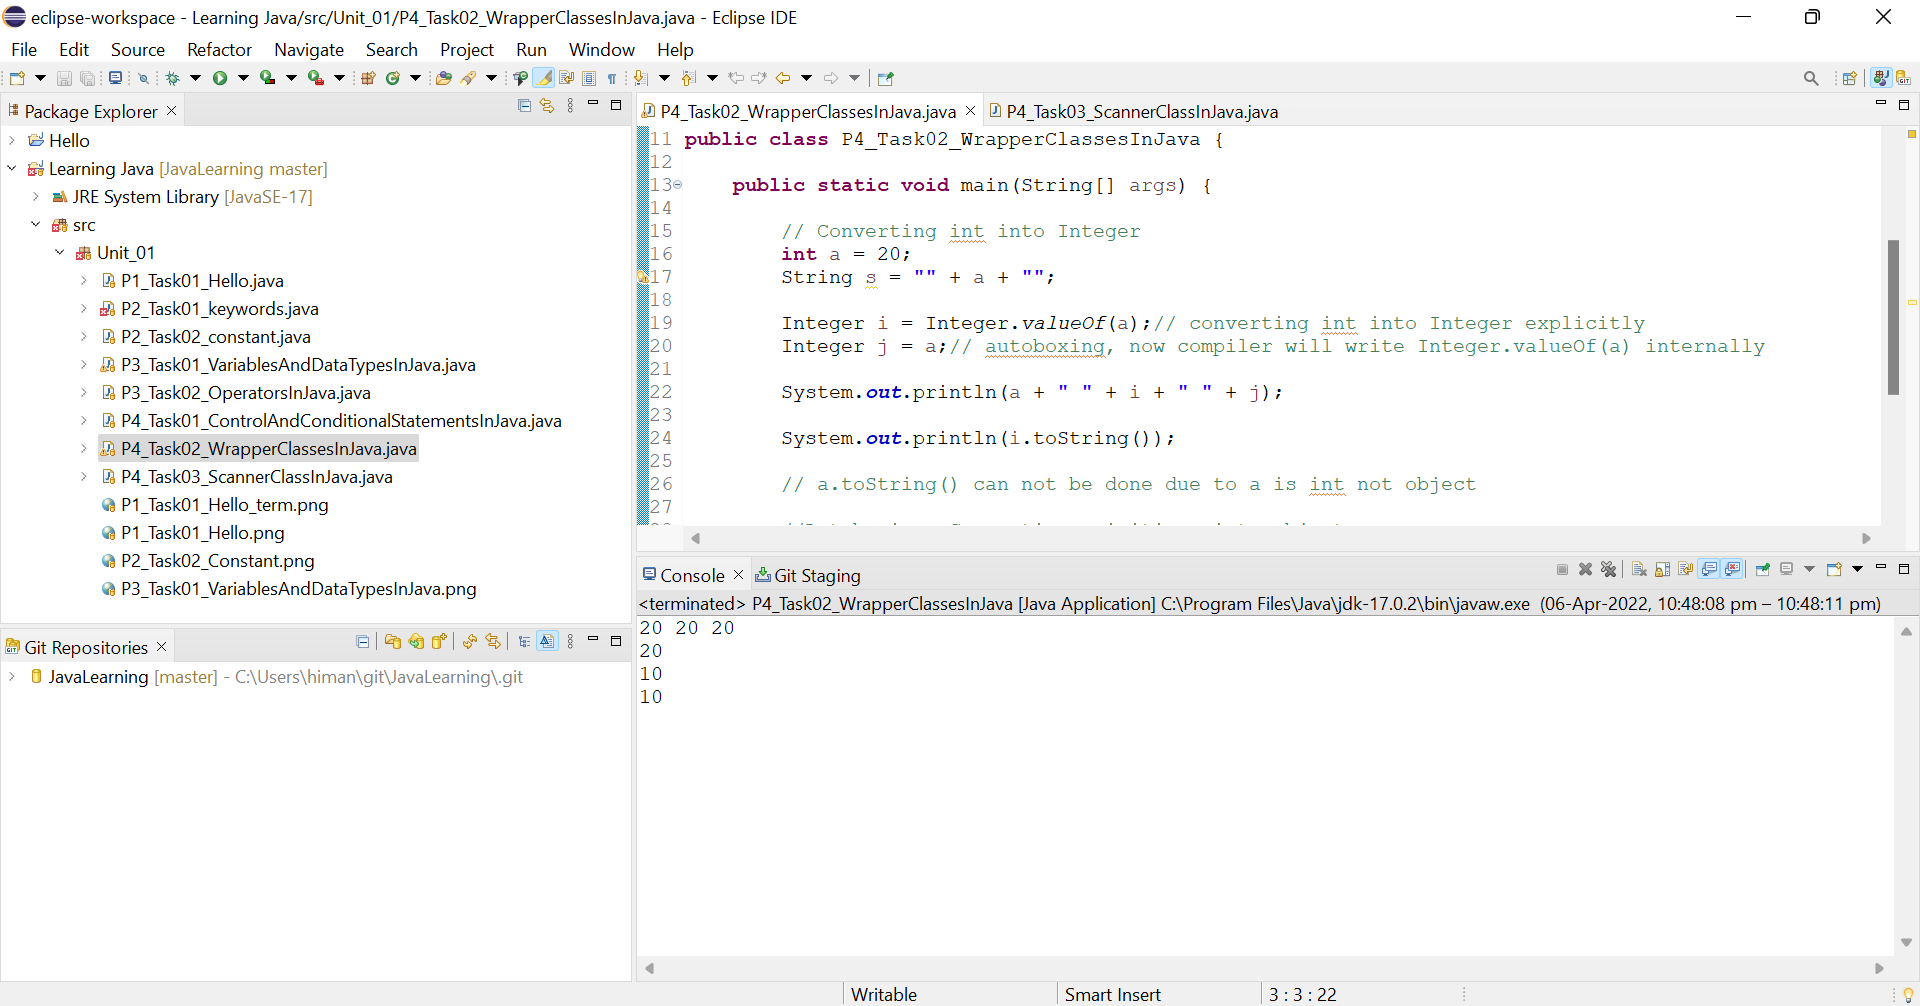 eclipse-workspace - Learning Java/src/Unit_01/P4_Task02_WrapperClassesInJava.java - Eclipse IDE
File Edit Source Refactor Navigate Search Project Run Window Help
Package Explorer
Hello
Learning Java [JavaLearning master]
JRE System Library [JavaSE-17]
src
Unit_01
P1_Task01_Hello.java
P2_Task01_keywords.java
P2_Task02_constant.java
P3_Task01_VariablesAndDataTypesInJava.java
P3_Task02_OperatorsInJava.java
P4_Task01_ControlAndConditionalStatementsInJava.java
P4_Task02_WrapperClassesInJava.java
P4_Task03_ScannerClassInJava.java
P1_Task01_Hello_term.png
P1_Task01_Hello.png
P2_Task02_Constant.png
P3_Task01_VariablesAndDataTypesInJava.png
Git Repositories
JavaLearning [master] - C:\Users\himan\git\JavaLearning\.git
P4_Task02_WrapperClassesInJava.java P4_Task03_ScannerClassInJava.java
11 public class P4_Task02_WrapperClassesInJava {
12
13 public static void main(String[] args) {
14
15 // Converting int into Integer
16 int a = 20;
17 String s = "" + a + "";
18
19 Integer i = Integer.valueOf(a);// converting int into Integer explicitly
20 Integer j = a;// autoboxing, now compiler will write Integer.valueOf(a) internally
21
22 System.out.println(a + " " + i + " " + j);
23
24 System.out.println(i.toString());
25
26 // a.toString() can not be done due to a is int not object
27
Console Git Staging
<terminated> P4_Task02_WrapperClassesInJava [Java Application] C:\Program Files\Java\jdk-17.0.2\bin\javaw.exe (06-Apr-2022, 10:48:08 pm – 10:48:11 pm)
20 20 20
20
10
10
Writable Smart Insert 3 : 3 : 22